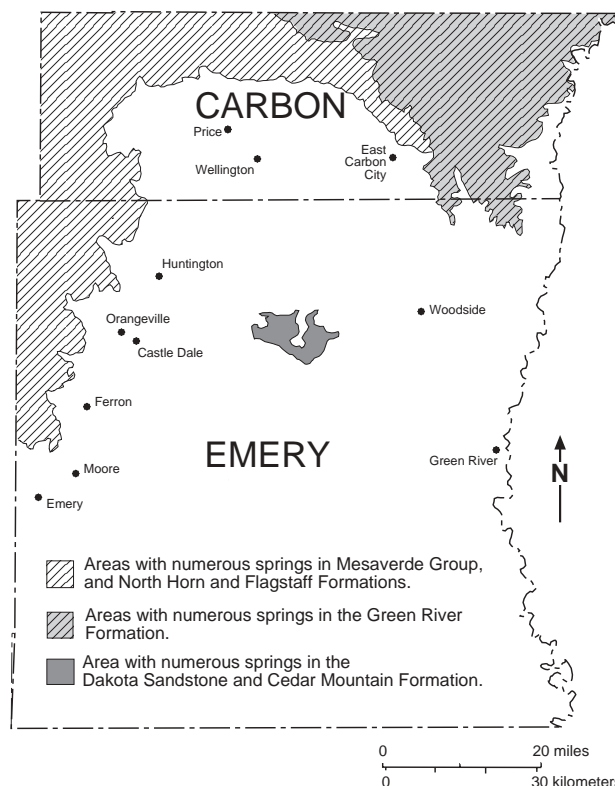 CARBON
Price
Wellington
East
Carbon
City
Huntington
Orangeville
Castle Dale
Woodside
Ferron
EMERY
Green River
Moore
Emery
N
Areas with numerous springs in Mesaverde Group,
and North Horn and Flagstaff Formations.
Areas with numerous springs in the Green River
Formation.
Area with numerous springs in the
Dakota Sandstone and Cedar Mountain Formation.
0 20 miles
0 30 kilometers